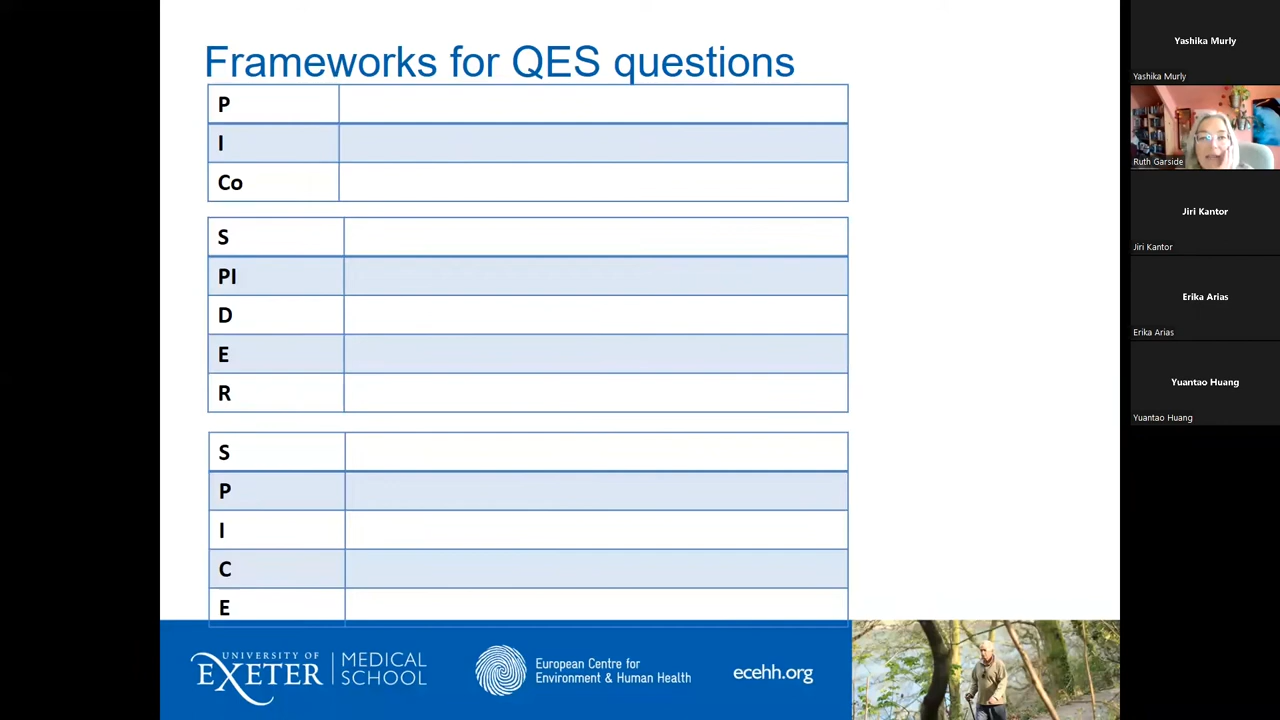 Frameworks for QES questions
P
I
Co
S
PI
D
E
R
S
P
I
C
E
UNIVERSITY OF
EXETER
MEDICAL
SCHOOL
European Centre for
Environment & Human Health
ecehh.org
Yashika Murly
Yashika Murly
Ruth Garside
Jiri Kantor
Jiri Kantor
Erika Arias
Erika Arias
Yuantao Huang
Yuantao Huang